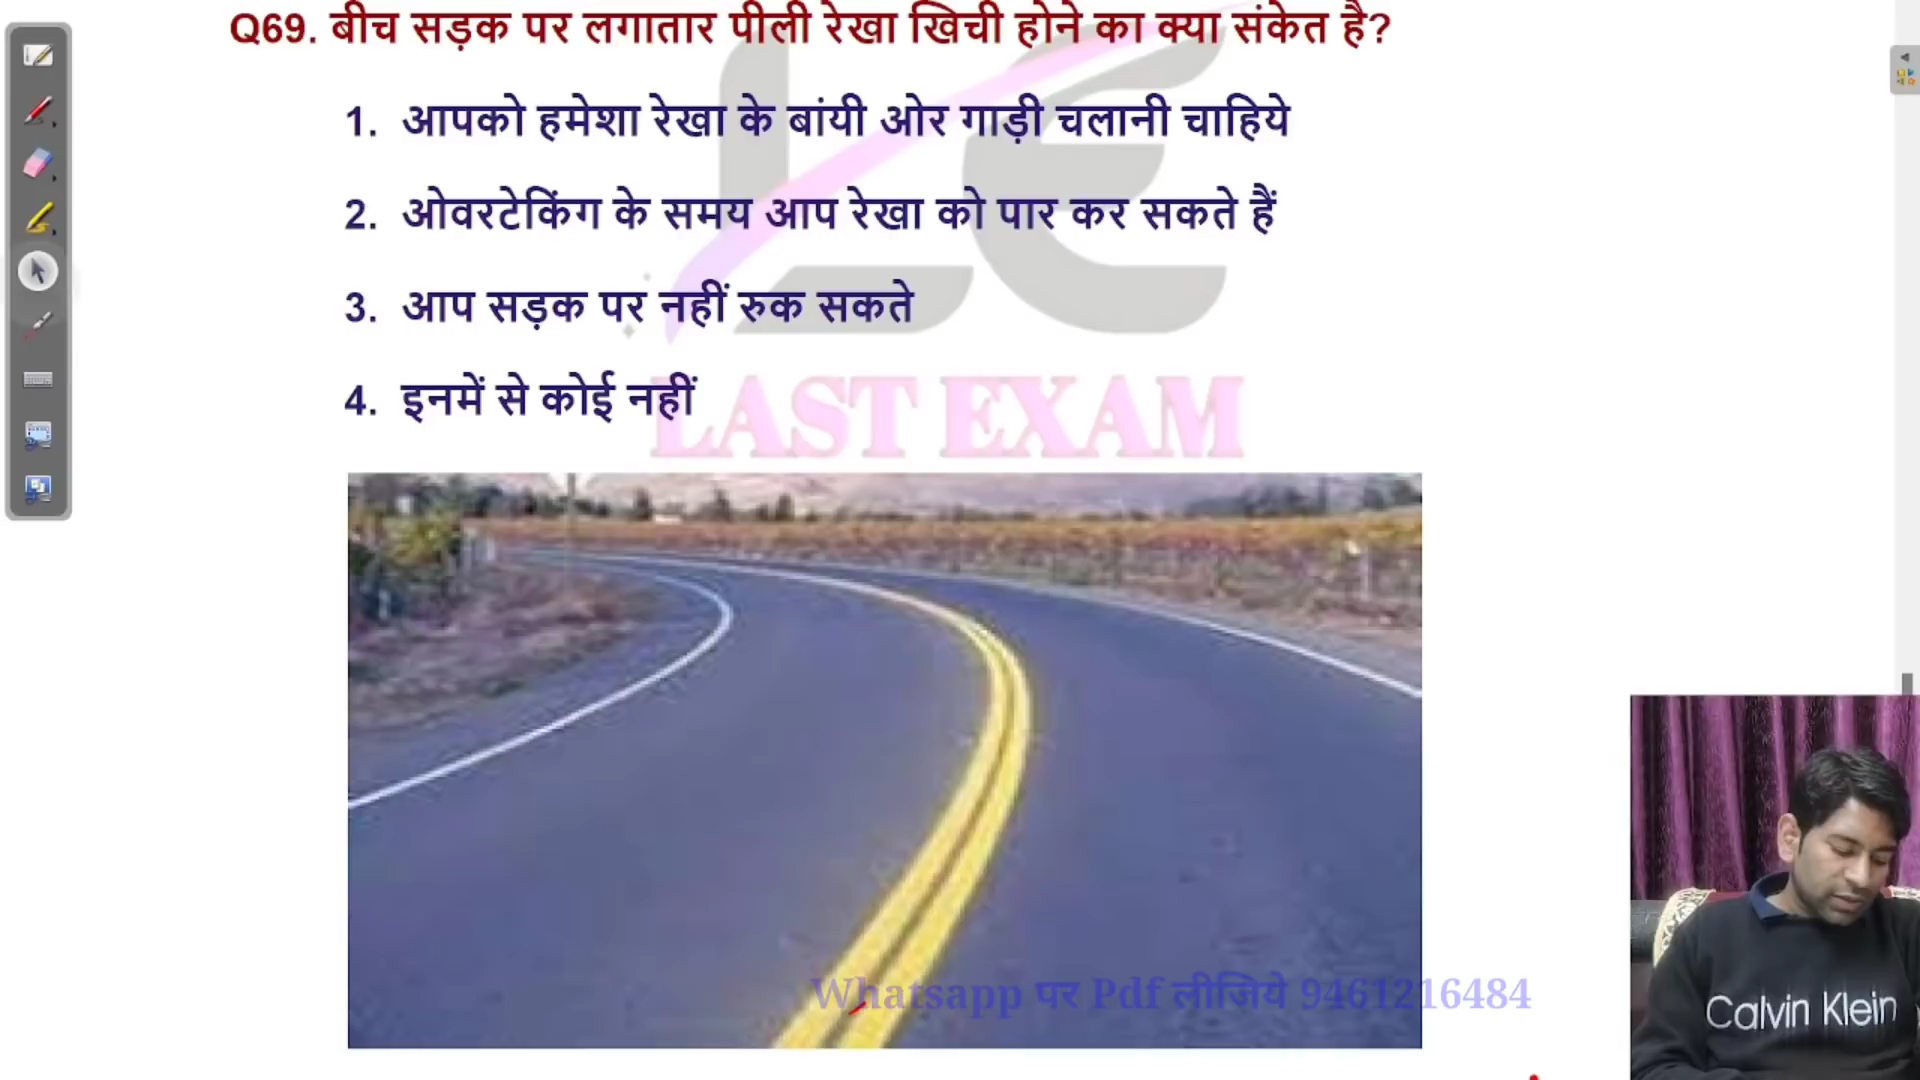 Q69. बीच सड़क पर लगातार पीली रेखा खिची होने का क्या संकेत है?
1. आपको हमेशा रेखा के बांयी ओर गाड़ी चलानी चाहिये
2. ओवरटेकिंग के समय आप रेखा को पार कर सकते हैं
3. आप सड़क पर नहीं रुक सकते
4. इनमें से कोई नहीं
LE
LAST EXAM
Whatsapp पर Pdf लीजिये 9461216484
Calvin Klein